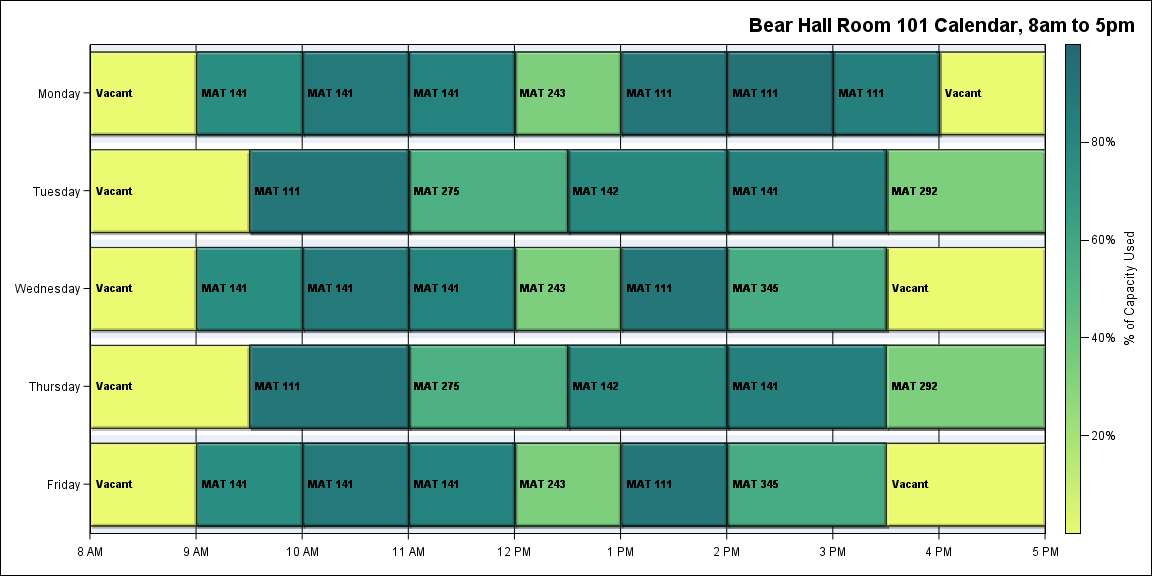 Bear Hall Room 101 Calendar, 8am to 5pm
Monday
Vacant MAT 141 MAT 141 MAT 141 MAT 243 MAT 111 MAT 111 MAT 111 Vacant
Tuesday
Vacant MAT 111 MAT 275 MAT 142 MAT 141 MAT 292
Wednesday
Vacant MAT 141 MAT 141 MAT 141 MAT 243 MAT 111 MAT 345 Vacant
Thursday
Vacant MAT 111 MAT 275 MAT 142 MAT 141 MAT 292
Friday
Vacant MAT 141 MAT 141 MAT 141 MAT 243 MAT 111 MAT 345 Vacant
8 AM 9 AM 10 AM 11 AM 12 PM 1 PM 2 PM 3 PM 4 PM 5 PM
80%
60%
40%
20%
% of Capacity Used